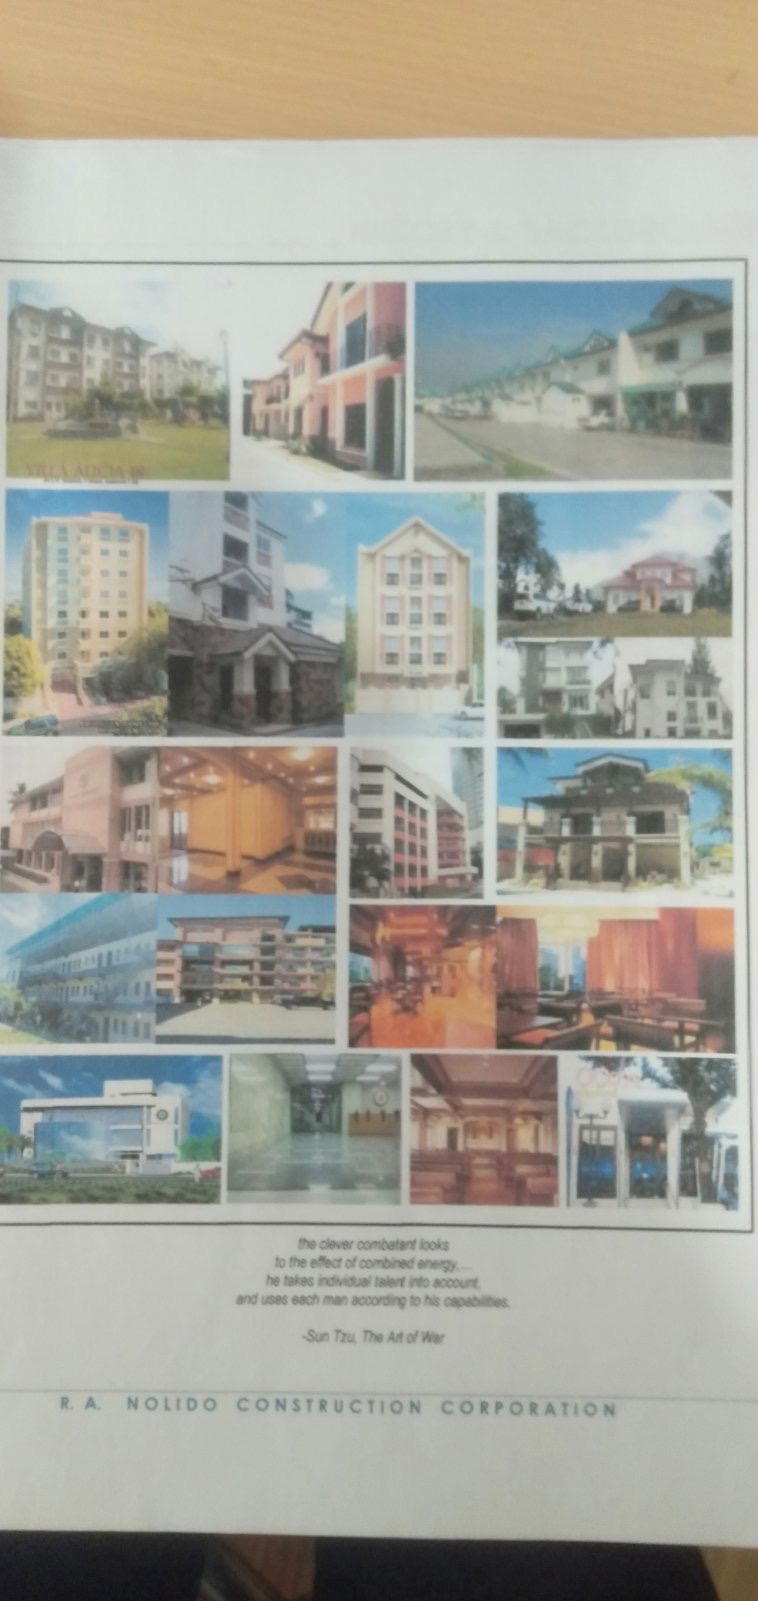 VILLA ALICIA
the clever combatant looks
to the effect of combined energy....
he takes individual talent into account,
and uses each man according to his capabilities.
-Sun Tzu, The Art of War
R. A. NOLIDO CONSTRUCTION CORPORATION